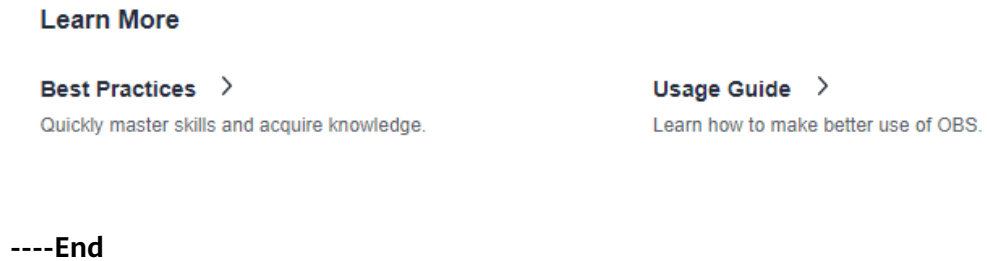 Learn More
Best Practices >
Usage Guide >
Quickly master skills and acquire knowledge.
Learn how to make better use of OBS.
----End